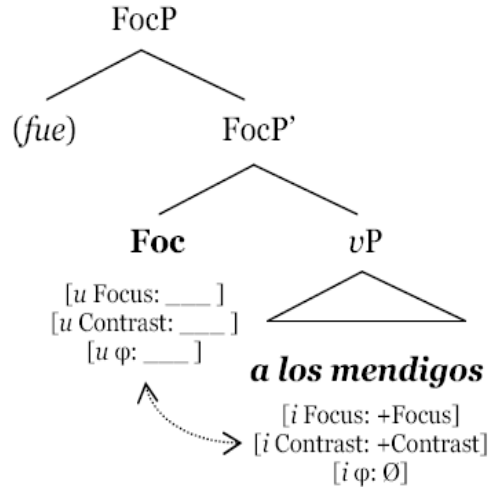 FocP
(fue) FocP’
Foc vP
[u Focus: ___ ]
[u Contrast: ___ ]
[u φ: ___ ]
a los mendigos
[i Focus: +Focus]
[i Contrast: +Contrast]
[i φ: Ø]